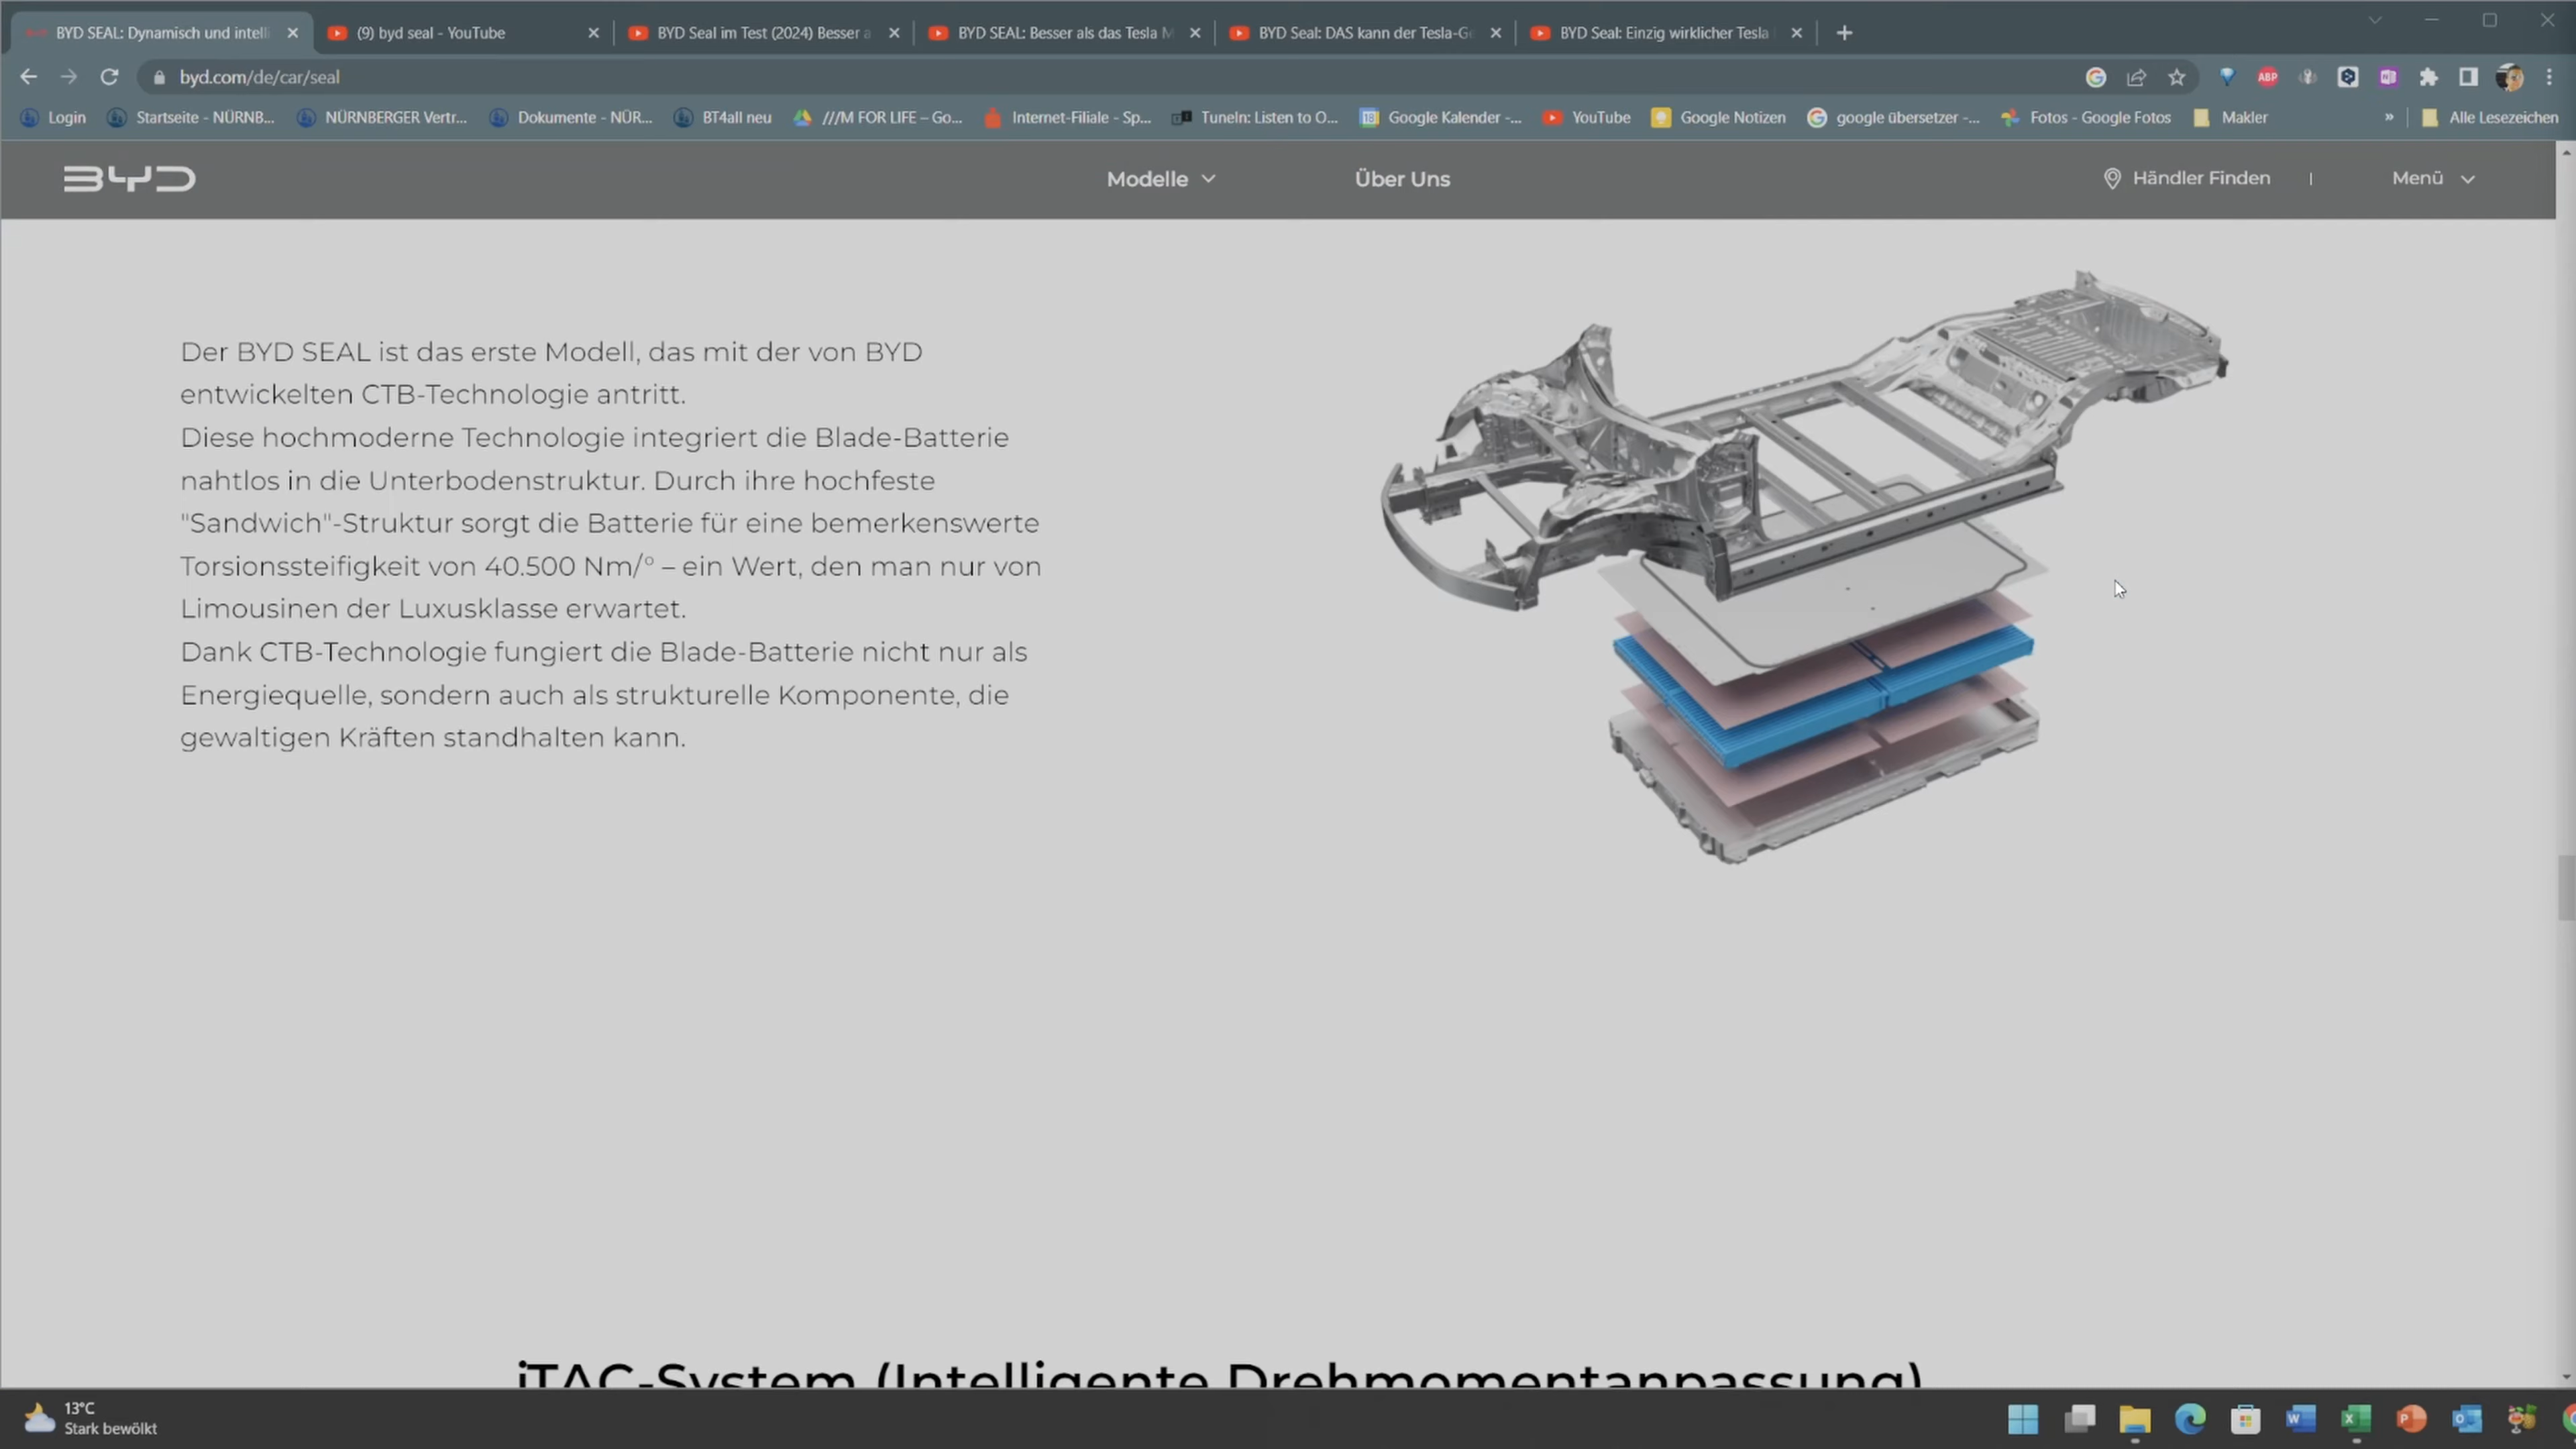 BYD SEAL: Dynamisch und intelli
(9) byd seal - YouTube
BYD Seal im Test (2024) Besser a
BYD SEAL: Besser als das Tesla M
BYD Seal: DAS kann der Tesla-Ge
BYD Seal: Einzig wirklicher Tesla
byd.com/de/car/seal
ABP
Login
Startseite - NÜRNB...
NÜRNBERGER Vertr...
Dokumente - NÜR...
BT4all neu
///M FOR LIFE – Go...
Internet-Filiale - Sp...
TuneIn: Listen to O...
Google Kalender -...
YouTube
Google Notizen
google übersetzer -...
Fotos - Google Fotos
Makler
»
Alle Lesezeichen
BYD
Modelle
Über Uns
Händler Finden
Menü
Der BYD SEAL ist das erste Modell, das mit der von BYD
entwickelten CTB-Technologie antritt.
Diese hochmoderne Technologie integriert die Blade-Batterie
nahtlos in die Unterbodenstruktur. Durch ihre hochfeste
"Sandwich"-Struktur sorgt die Batterie für eine bemerkenswerte
Torsionssteifigkeit von 40.500 Nm/° – ein Wert, den man nur von
Limousinen der Luxusklasse erwartet.
Dank CTB-Technologie fungiert die Blade-Batterie nicht nur als
Energiequelle, sondern auch als strukturelle Komponente, die
gewaltigen Kräften standhalten kann.
iTAC-System (Intelligente Drehmomentanpassung)
13°C
Stark bewölkt